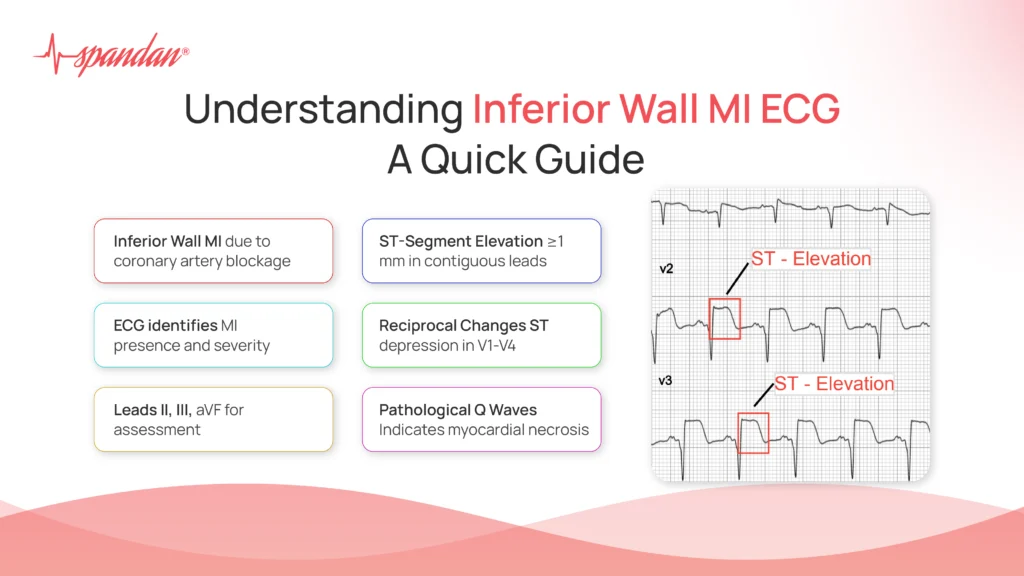 spandan®
Understanding Inferior Wall MI ECG
A Quick Guide
Inferior Wall MI due to
coronary artery blockage
ST-Segment Elevation ≥1
mm in contiguous leads
ECG identifies MI
presence and severity
Reciprocal Changes ST
depression in V1-V4
Leads II, III, aVF for
assessment
Pathological Q Waves
Indicates myocardial necrosis
ST - Elevation
v2
ST - Elevation
v3